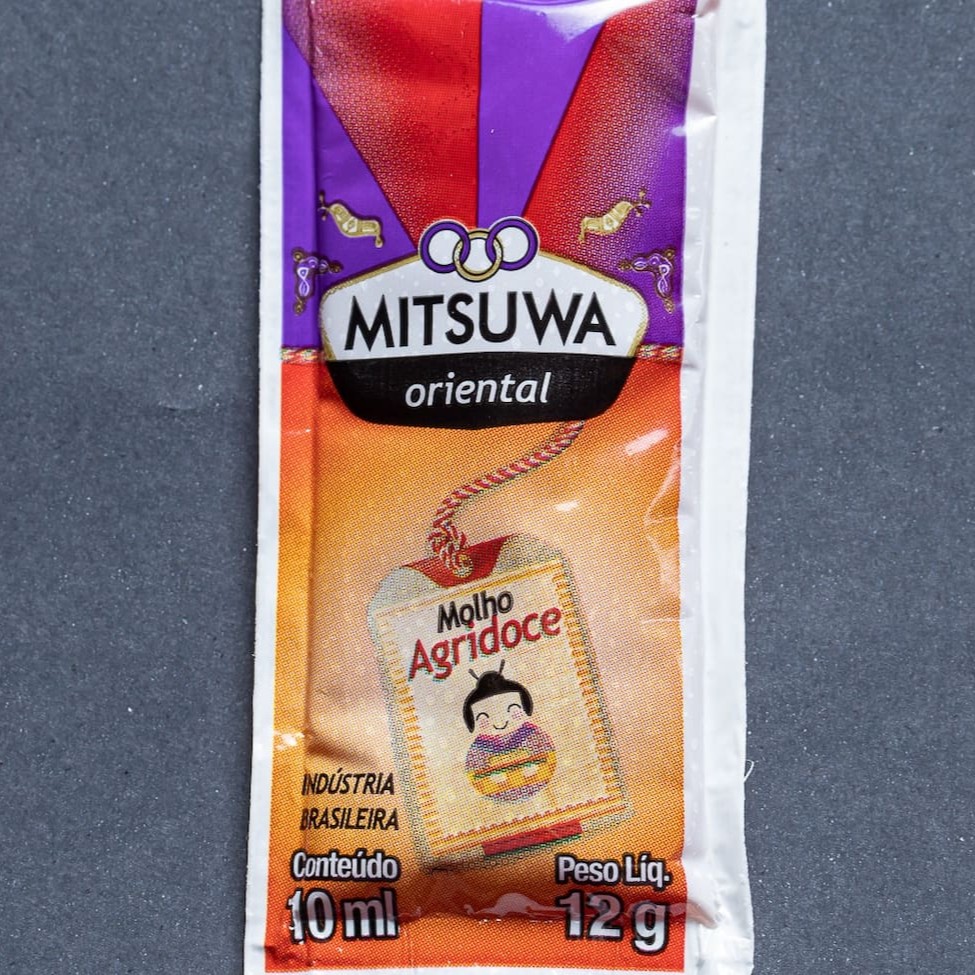 MITSUWA
oriental
Molho
Agridoce
INDÚSTRIA
BRASILEIRA
Conteúdo
10 ml
Peso Líq.
12 g